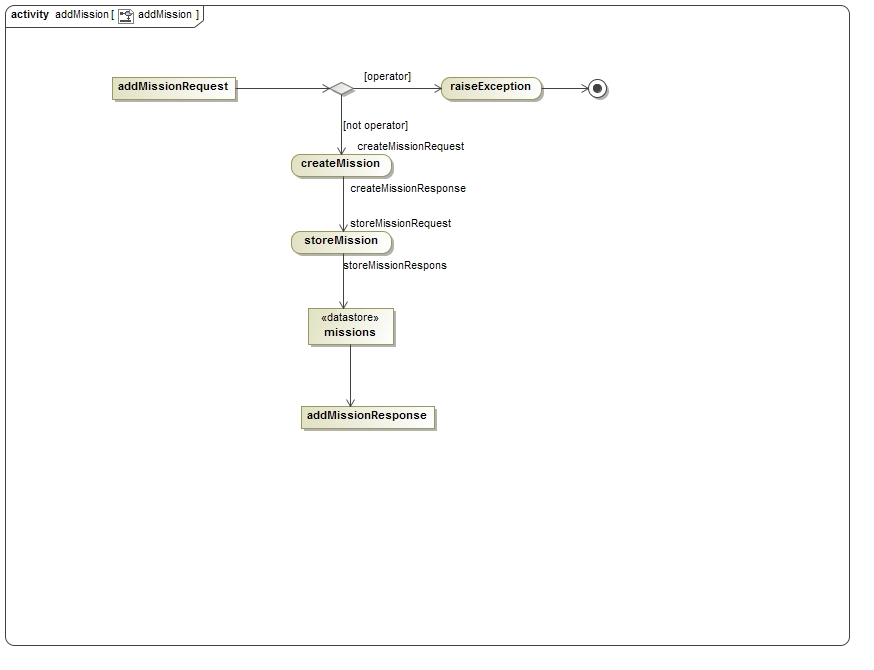 activity addMission [ addMission ]
[operator]
addMissionRequest
raiseException
[not operator]
createMissionRequest
createMission
createMissionResponse
storeMissionRequest
storeMission
storeMissionRespons
«datastore»
missions
addMissionResponse